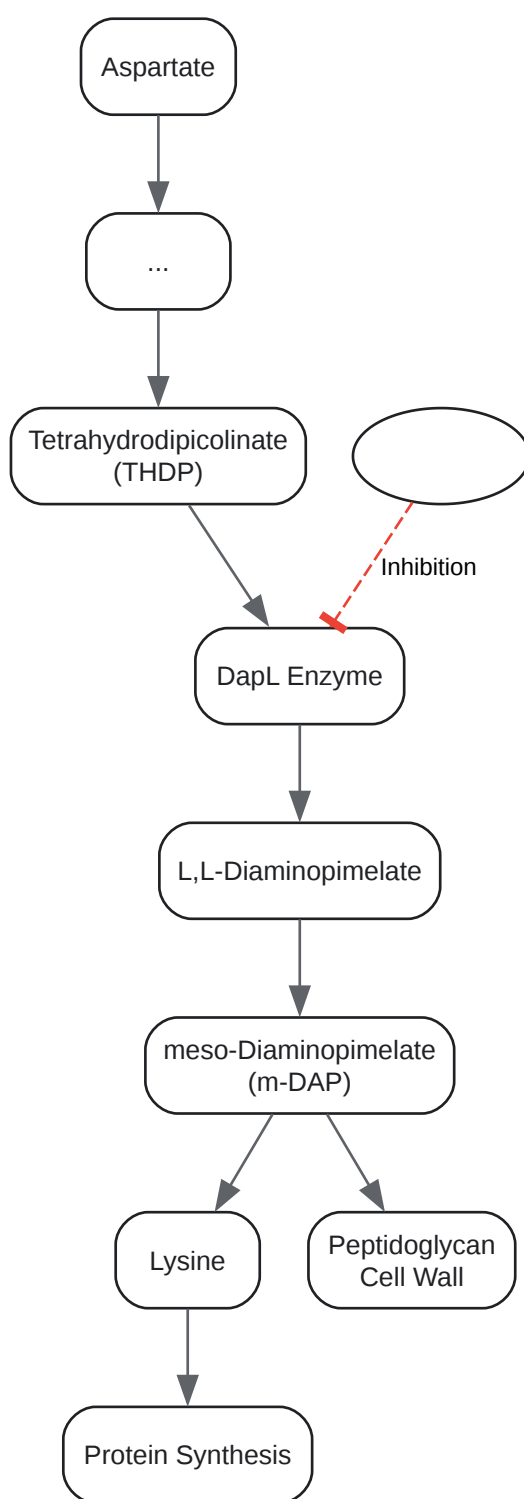 Aspartate
...
Tetrahydrodipicolinate
(THDP)
Inhibition
DapL Enzyme
L,L-Diaminopimelate
meso-Diaminopimelate
(m-DAP)
Lysine
Peptidoglycan
Cell Wall
Protein Synthesis